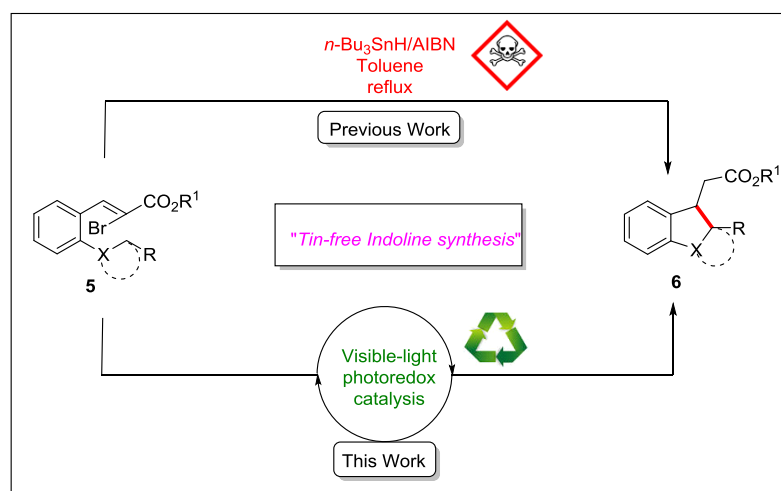 n-Bu₃SnH/AIBN
Toluene
reflux
Previous Work
CO₂R¹
Br
X
R
5
"Tin-free Indoline synthesis"
CO₂R¹
R
X
6
Visible-light
photoredox
catalysis
This Work